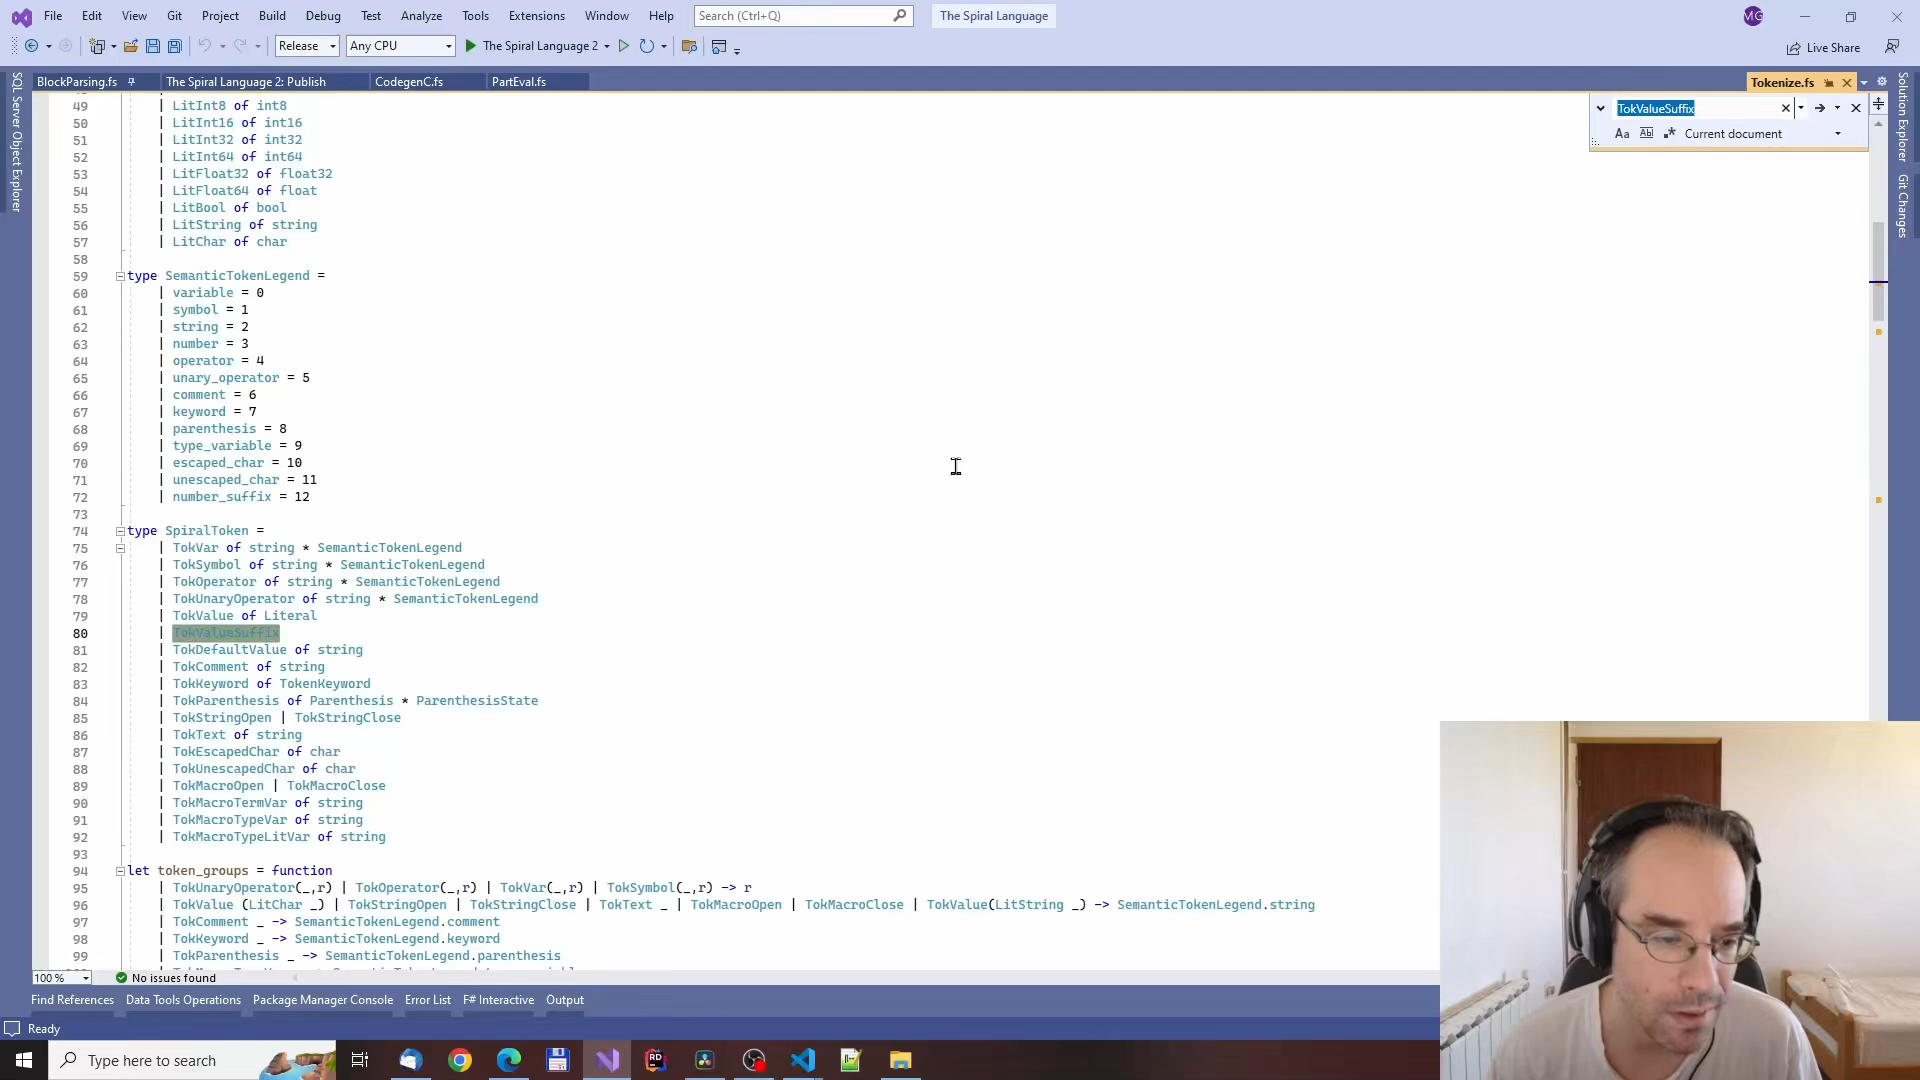 File Edit View Git Project Build Debug Test Analyze Tools Extensions Window Help Search (Ctrl+Q) The Spiral Language MG
Release Any CPU The Spiral Language 2 Live Share
BlockParsing.fs The Spiral Language 2: Publish CodegenC.fs PartEval.fs Tokenize.fs
SQL Server Object Explorer
Solution Explorer
Git Changes
TokValueSuffix
Aa Ab Current document
49 | LitInt8 of int8
50 | LitInt16 of int16
51 | LitInt32 of int32
52 | LitInt64 of int64
53 | LitFloat32 of float32
54 | LitFloat64 of float
55 | LitBool of bool
56 | LitString of string
57 | LitChar of char
58
59 type SemanticTokenLegend =
60 | variable = 0
61 | symbol = 1
62 | string = 2
63 | number = 3
64 | operator = 4
65 | unary_operator = 5
66 | comment = 6
67 | keyword = 7
68 | parenthesis = 8
69 | type_variable = 9
70 | escaped_char = 10
71 | unescaped_char = 11
72 | number_suffix = 12
73
74 type SpiralToken =
75 | TokVar of string * SemanticTokenLegend
76 | TokSymbol of string * SemanticTokenLegend
77 | TokOperator of string * SemanticTokenLegend
78 | TokUnaryOperator of string * SemanticTokenLegend
79 | TokValue of Literal
80 | TokValueSuffix
81 | TokDefaultValue of string
82 | TokComment of string
83 | TokKeyword of TokenKeyword
84 | TokParenthesis of Parenthesis * ParenthesisState
85 | TokStringOpen | TokStringClose
86 | TokText of string
87 | TokEscapedChar of char
88 | TokUnescapedChar of char
89 | TokMacroOpen | TokMacroClose
90 | TokMacroTermVar of string
91 | TokMacroTypeVar of string
92 | TokMacroTypeLitVar of string
93
94 let token_groups = function
95 | TokUnaryOperator(_,r) | TokOperator(_,r) | TokVar(_,r) | TokSymbol(_,r) -> r
96 | TokValue (LitChar _) | TokStringOpen | TokStringClose | TokText _ | TokMacroOpen | TokMacroClose | TokValue(LitString _) -> SemanticTokenLegend.string
97 | TokComment _ -> SemanticTokenLegend.comment
98 | TokKeyword _ -> SemanticTokenLegend.keyword
99 | TokParenthesis _ -> SemanticTokenLegend.parenthesis
100 % No issues found
Find References Data Tools Operations Package Manager Console Error List F# Interactive Output
Ready
Type here to search